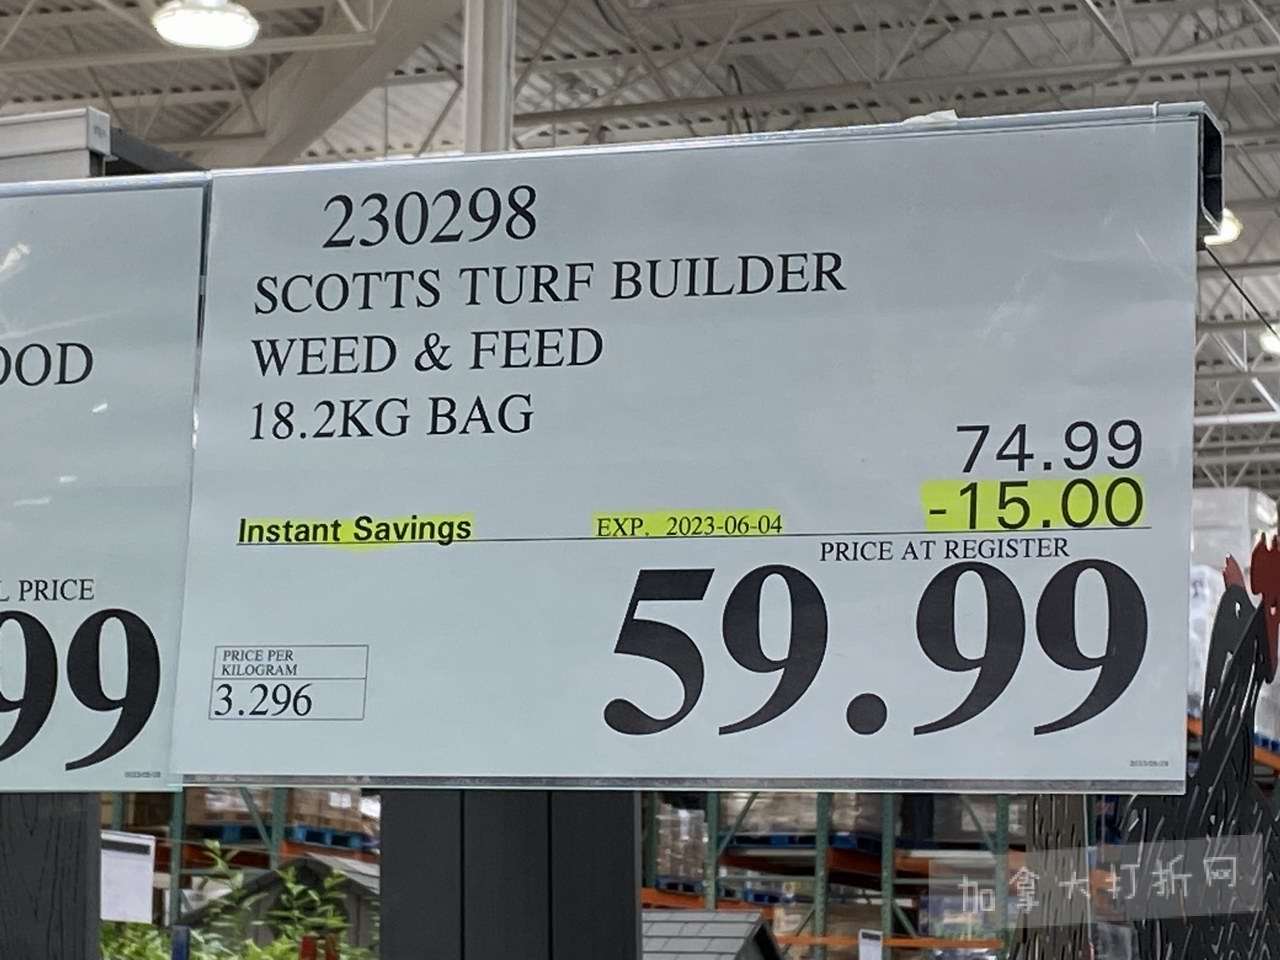 OOD
L PRICE
99
230298
SCOTTS TURF BUILDER
WEED & FEED
18.2KG BAG
74.99
-15.00
Instant Savings EXP. 2023-06-04
PRICE AT REGISTER
59.99
PRICE PER
KILOGRAM
3.296
加拿大打折网